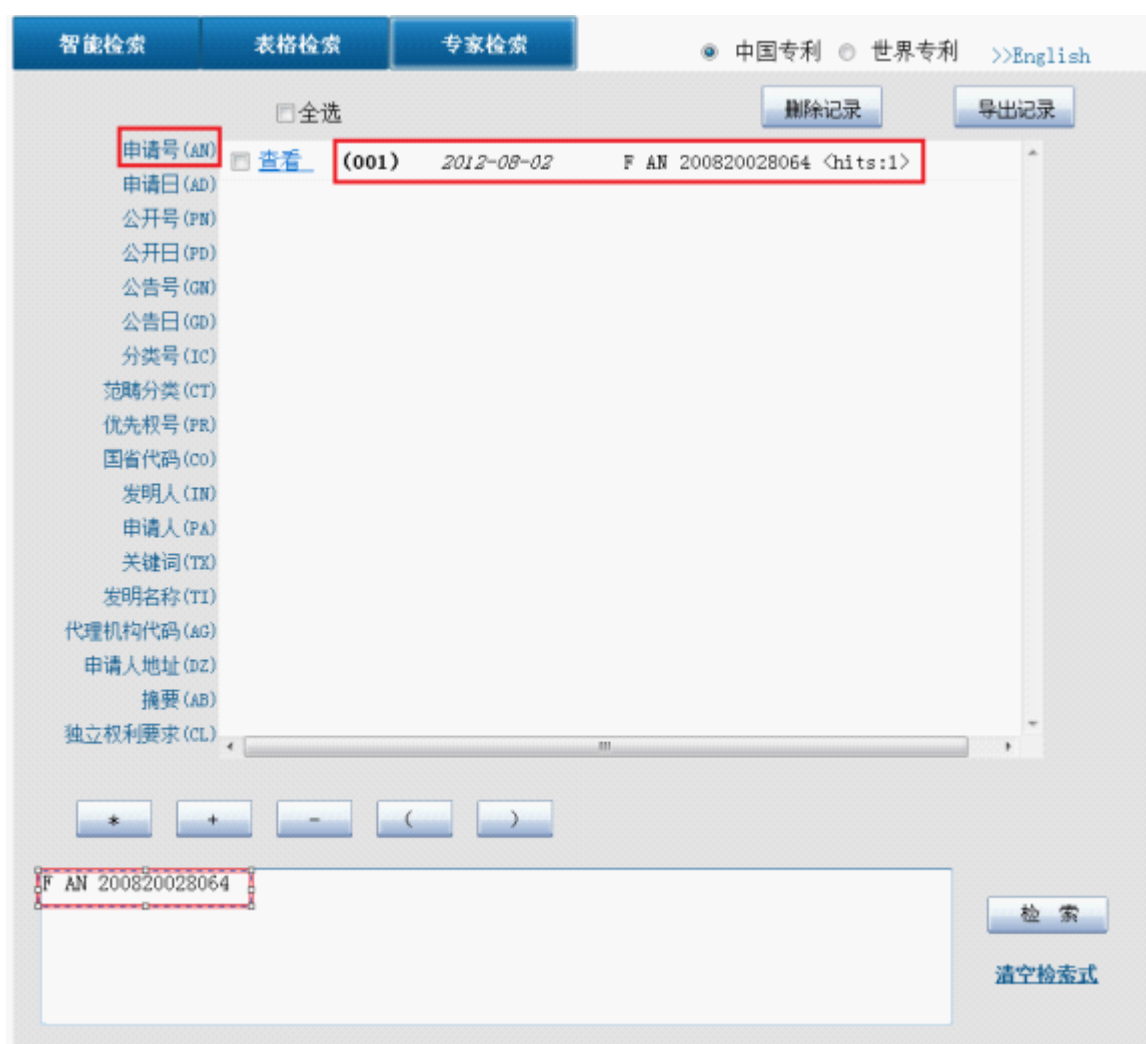 智能检索 表格检索 专家检索 中国专利 世界专利 >>English
全选 删除记录 导出记录
申请号(AN) 查看 (001) 2012-08-02 F AN 200820028064 <hits:1>
申请日(AD)
公开号(PN)
公开日(PD)
公告号(GN)
公告日(GD)
分类号(IC)
范畴分类(CT)
优先权号(PR)
国省代码(CO)
发明人(IN)
申请人(PA)
关键词(TX)
发明名称(TI)
代理机构代码(AG)
申请人地址(DZ)
摘要(AB)
独立权利要求(CL)
* + - ( )
F AN 200820028064
检 索
清空检索式